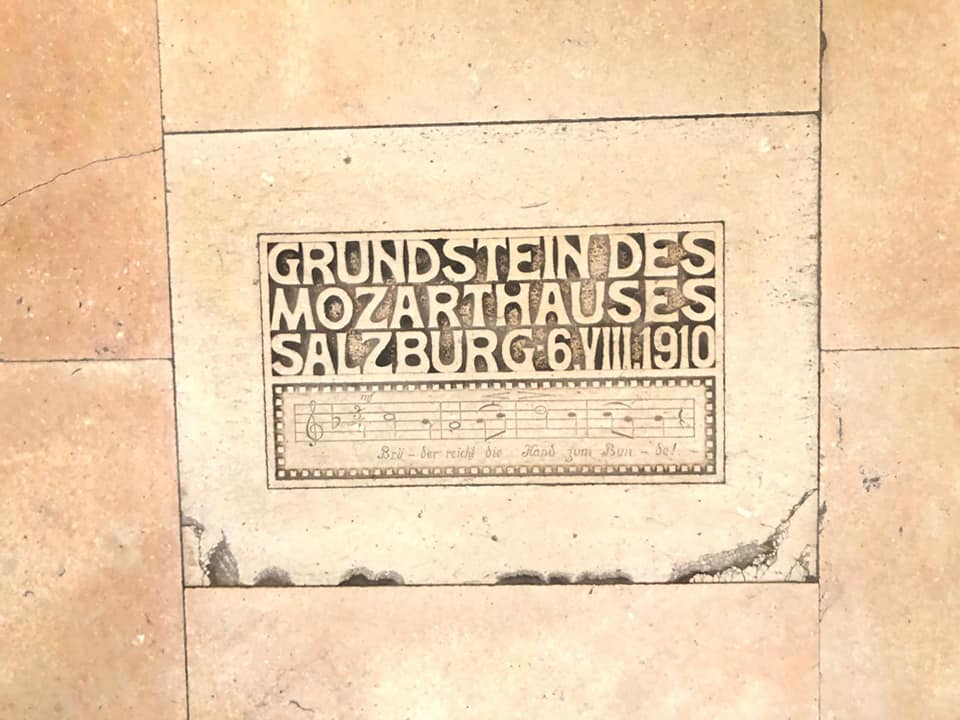 GRUNDSTEIN DES
MOZARTHAUSES
SALZBURG·6.VIII.1910
mf
Brü - der reicht die Hand zum Bun - de!